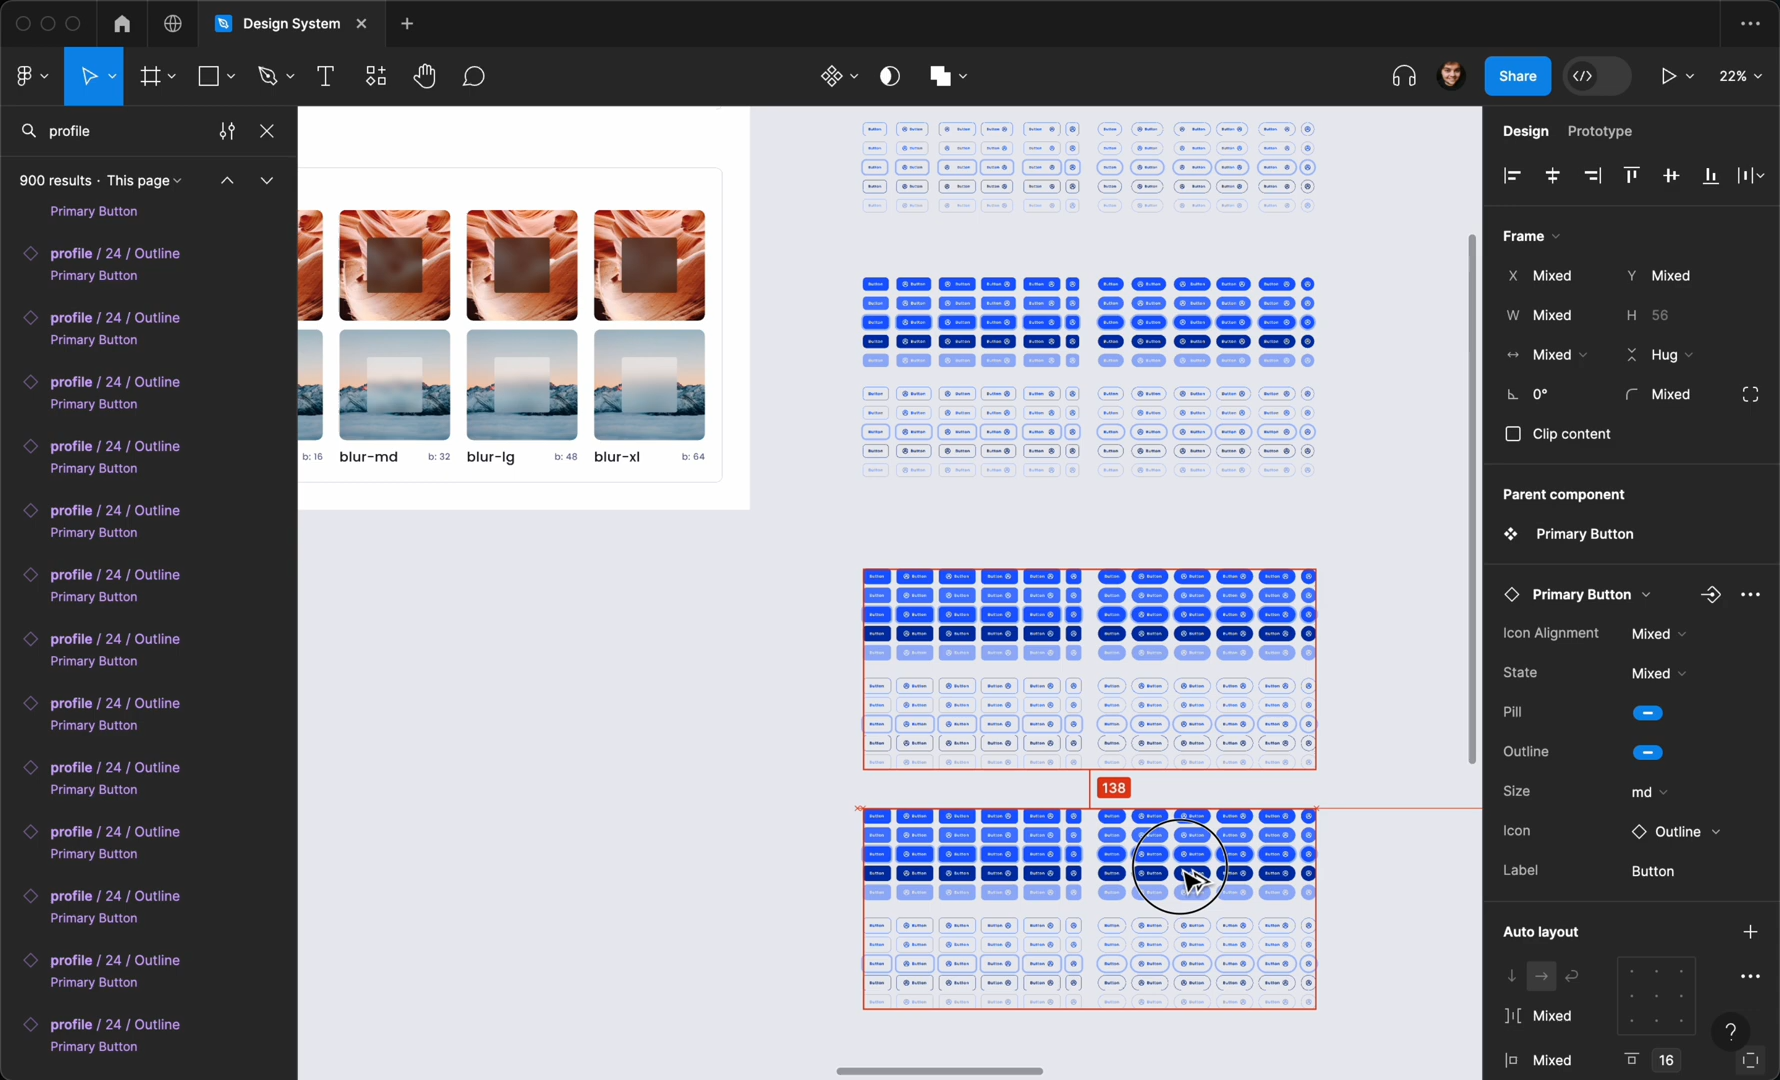 Design System
Share
22%
profile
900 results · This page
Primary Button
profile / 24 / Outline
Primary Button
profile / 24 / Outline
Primary Button
profile / 24 / Outline
Primary Button
profile / 24 / Outline
Primary Button
profile / 24 / Outline
Primary Button
profile / 24 / Outline
Primary Button
profile / 24 / Outline
Primary Button
profile / 24 / Outline
Primary Button
profile / 24 / Outline
Primary Button
profile / 24 / Outline
Primary Button
profile / 24 / Outline
Primary Button
profile / 24 / Outline
Primary Button
profile / 24 / Outline
Primary Button
b: 16 blur-md b: 32 blur-lg b: 48 blur-xl b: 64
138
Design Prototype
Frame
X Mixed Y Mixed
W Mixed H 56
Mixed Hug
0° Mixed
Clip content
Parent component
Primary Button
Primary Button
Icon Alignment Mixed
State Mixed
Pill
Outline
Size md
Icon Outline
Label Button
Auto layout
Mixed
Mixed 16
?